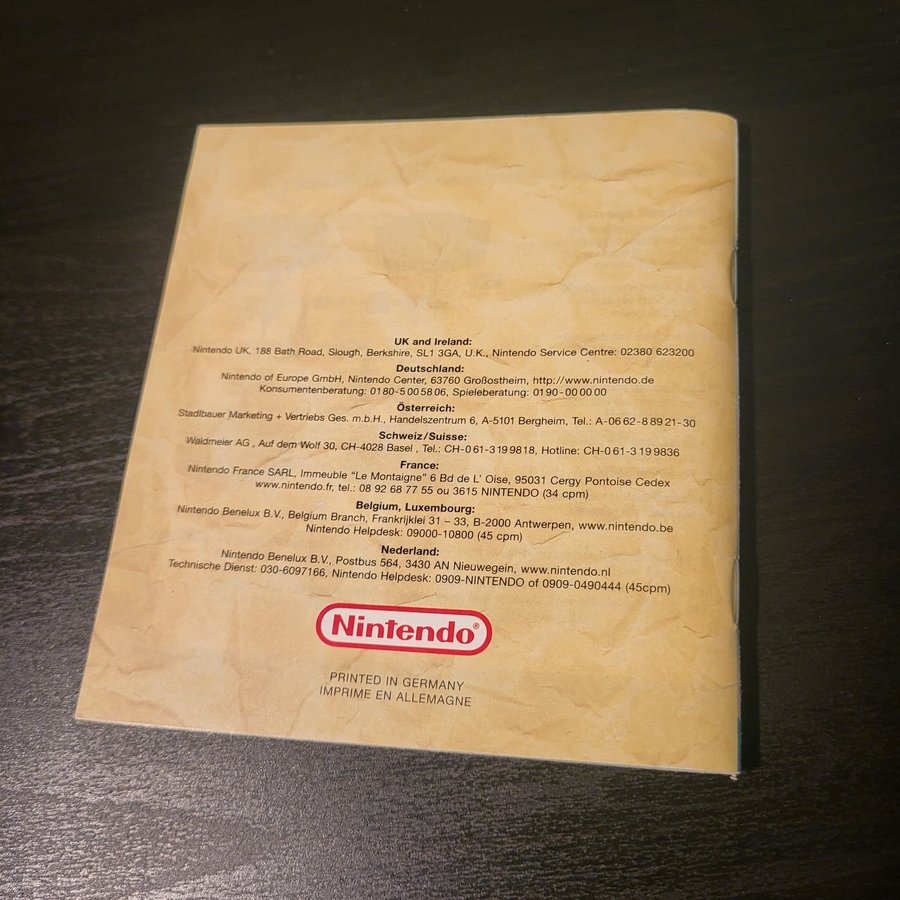 UK and Ireland:
Nintendo UK, 188 Bath Road, Slough, Berkshire, SL1 3GA, U.K., Nintendo Service Centre: 02380 623200
Deutschland:
Nintendo of Europe GmbH, Nintendo Center, 63760 Großostheim, http://www.nintendo.de
Konsumentenberatung: 0180-5 00 58 06, Spieleberatung: 0190-00 00 00
Österreich:
Stadlbauer Marketing + Vertriebs Ges. m.b.H., Handelszentrum 6, A-5101 Bergheim, Tel.: A-06 62-8 89 21-30
Schweiz/Suisse:
Waldmeier AG , Auf dem Wolf 30, CH-4028 Basel , Tel.: CH-0 61-3 19 98 18, Hotline: CH-0 61-3 19 98 36
France:
Nintendo France SARL, Immeuble "Le Montaigne" 6 Bd de L' Oise, 95031 Cergy Pontoise Cedex
www.nintendo.fr, tel.: 08 92 68 77 55 ou 3615 NINTENDO (34 cpm)
Belgium, Luxembourg:
Nintendo Benelux B.V., Belgium Branch, Frankrijklei 31 – 33, B-2000 Antwerpen, www.nintendo.be
Nintendo Helpdesk: 09000-10800 (45 cpm)
Nederland:
Nintendo Benelux B.V., Postbus 564, 3430 AN Nieuwegein, www.nintendo.nl
Technische Dienst: 030-6097166, Nintendo Helpdesk: 0909-NINTENDO of 0909-0490444 (45cpm)
Nintendo®
PRINTED IN GERMANY
IMPRIME EN ALLEMAGNE